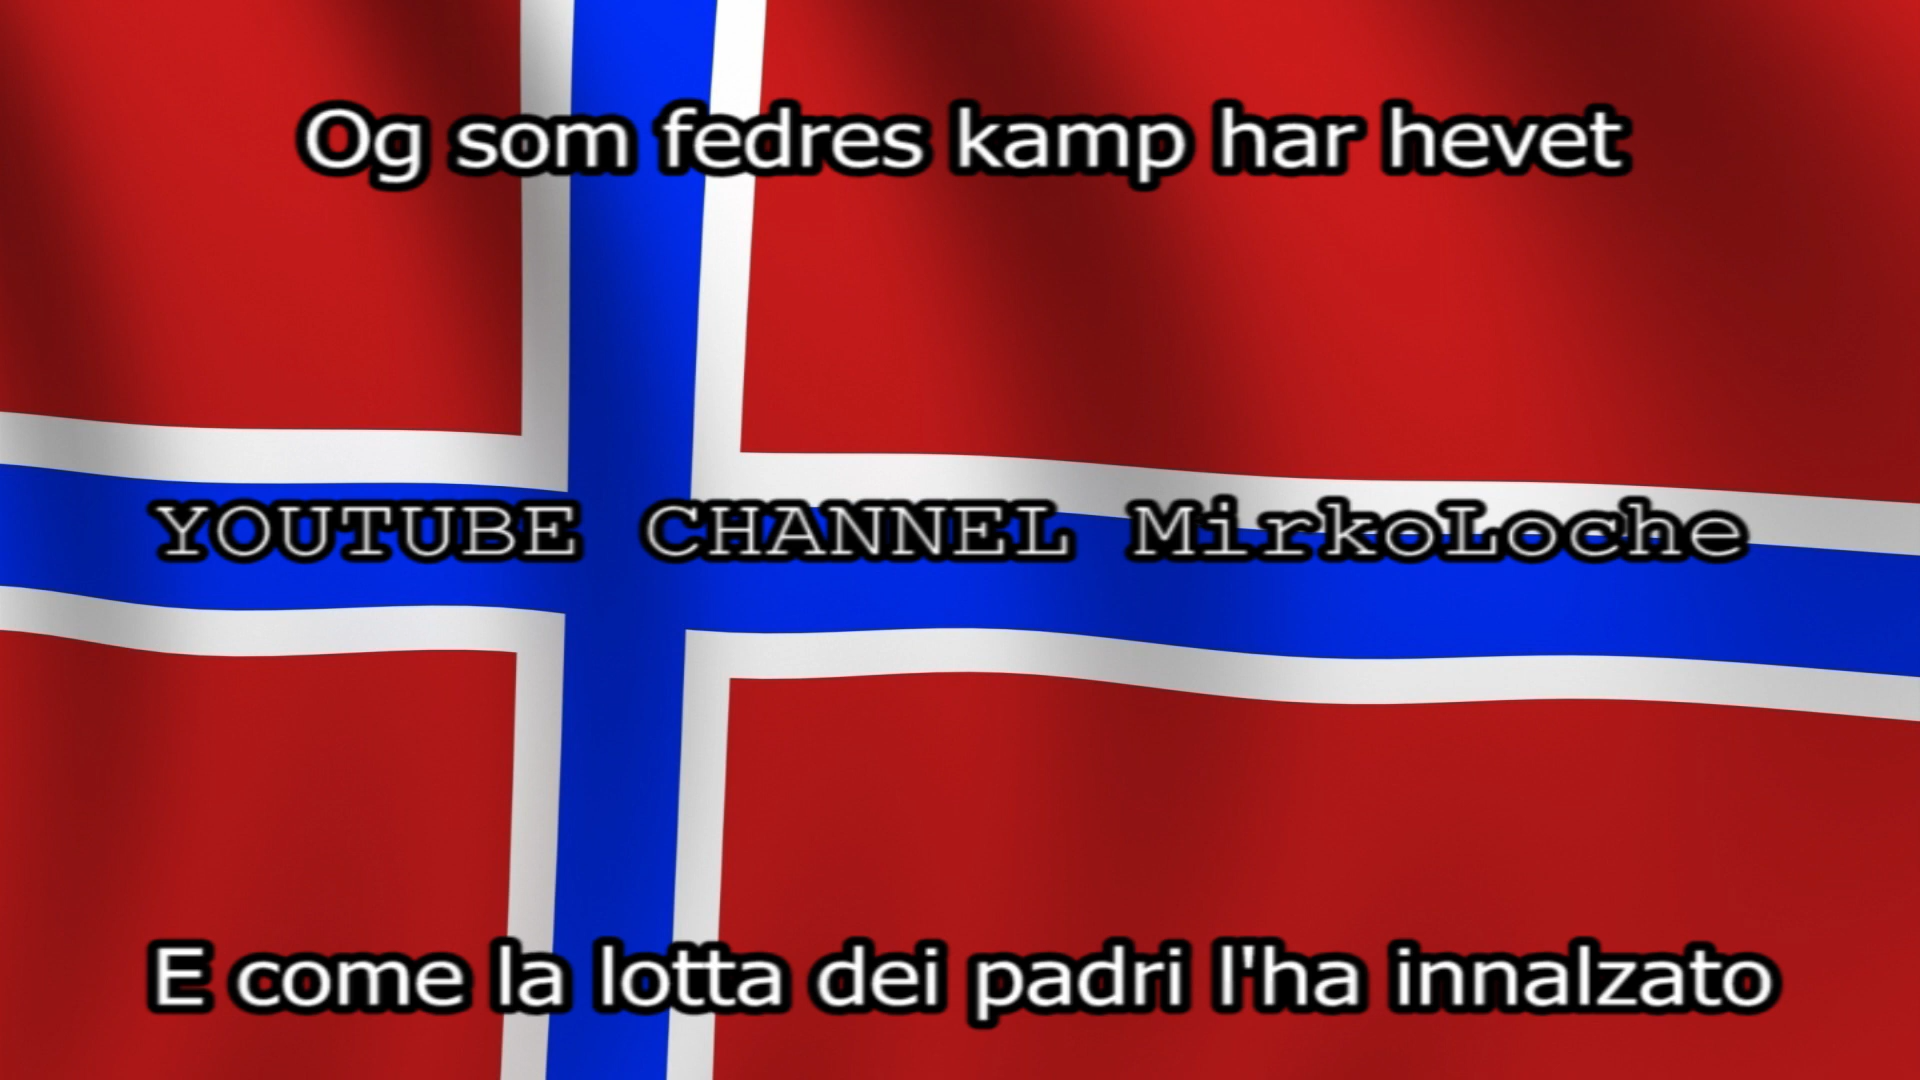 Og som fedres kamp har hevet
YOUTUBE CHANNEL MirkoLoche
E come la lotta dei padri l'ha innalzato